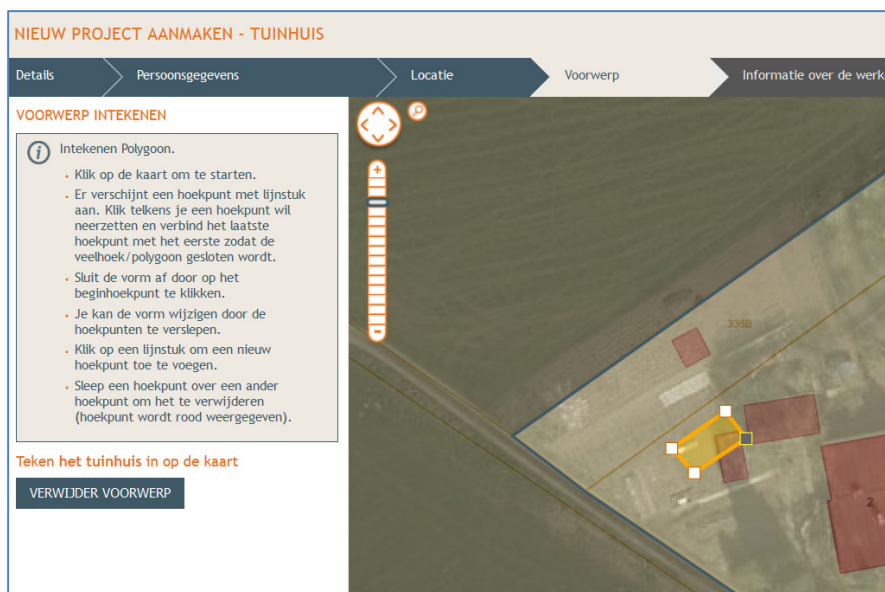 NIEUW PROJECT AANMAKEN - TUINHUIS
Details
Persoonsgegevens
Locatie
Voorwerp
Informatie over de werk
VOORWERP INTEKENEN
Intekenen Polygoon.
Klik op de kaart om te starten.
Er verschijnt een hoekpunt met lijnstuk
aan. Klik telkens je een hoekpunt wil
neerzetten en verbind het laatste
hoekpunt met het eerste zodat de
veelhoek/polygoon gesloten wordt.
Sluit de vorm af door op het
beginhoekpunt te klikken.
Je kan de vorm wijzigen door de
hoekpunten te verslepen.
Klik op een lijnstuk om een nieuw
hoekpunt toe te voegen.
Sleep een hoekpunt over een ander
hoekpunt om het te verwijderen
(hoekpunt wordt rood weergegeven).
Teken het tuinhuis in op de kaart
VERWIJDER VOORWERP
336B
2